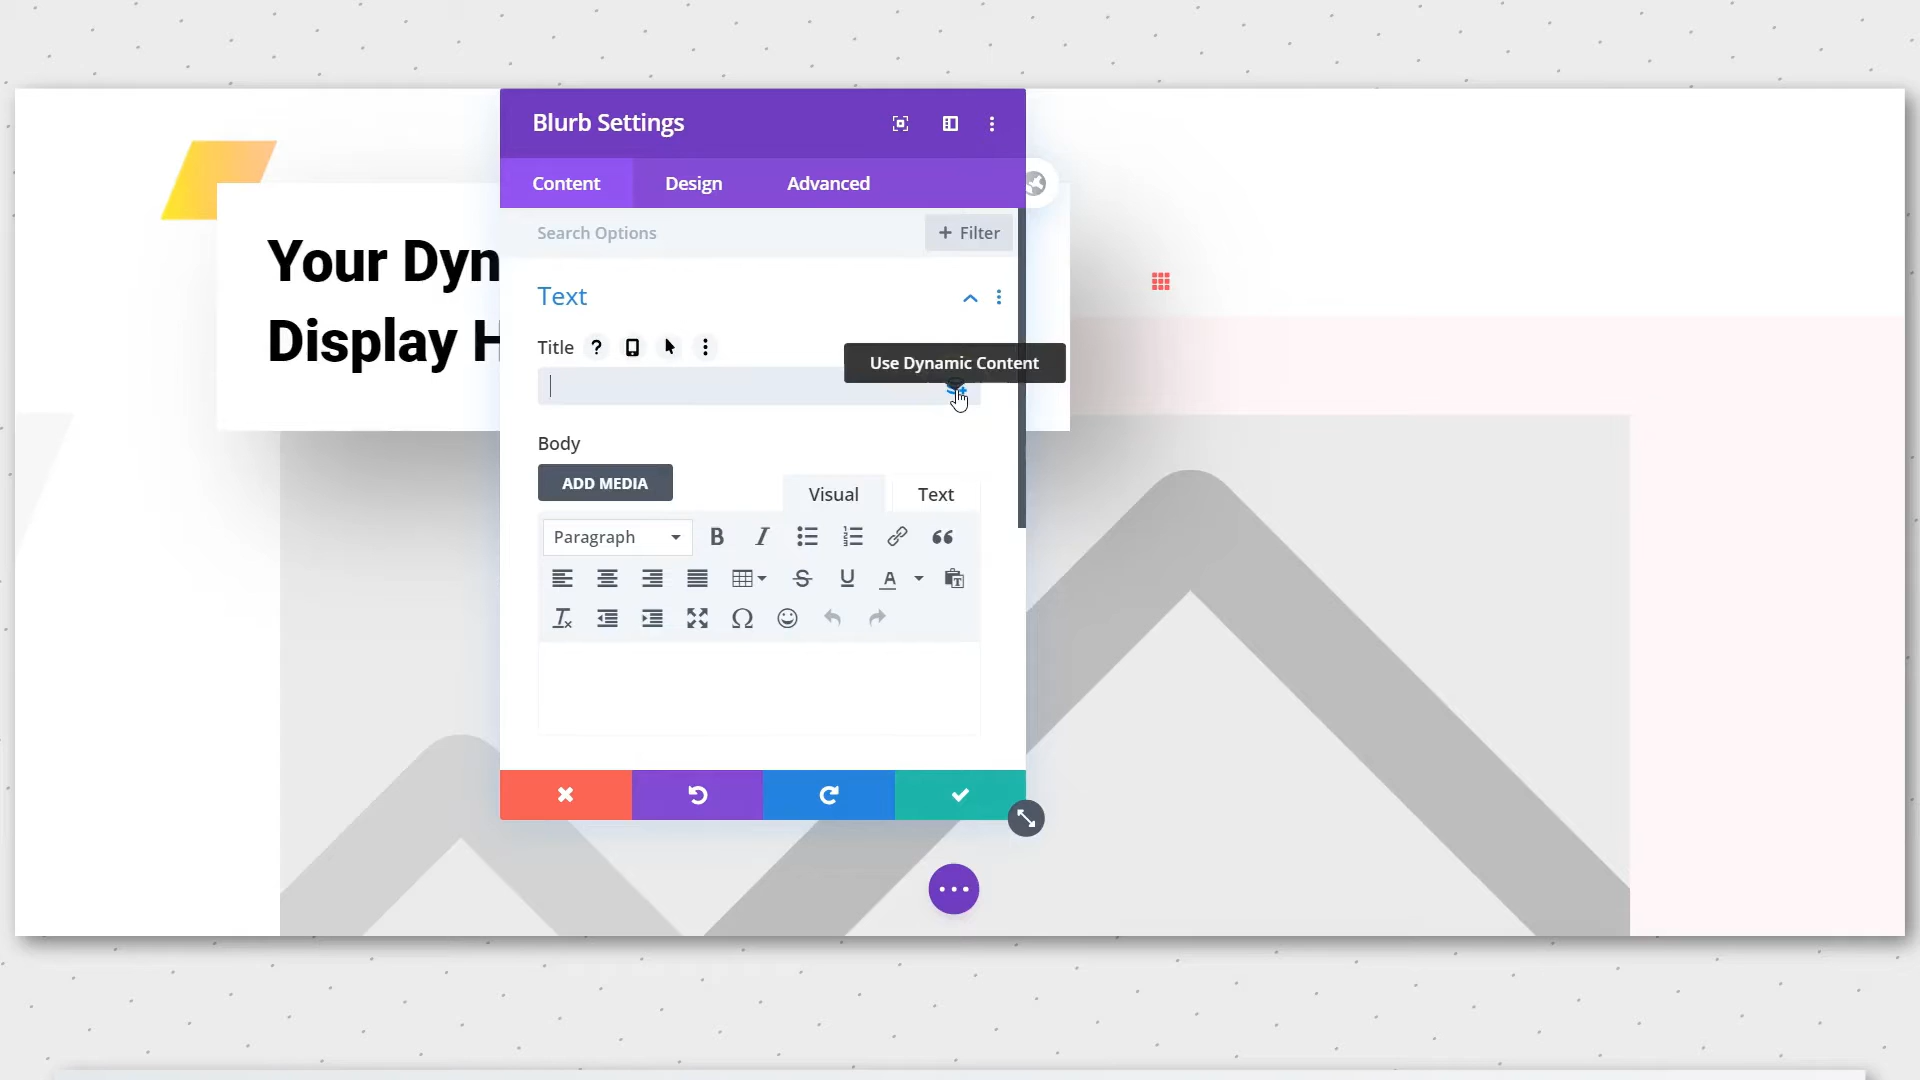 Blurb Settings
Content Design Advanced
Search Options + Filter
Your Dyn
Display H
Text
Title ?
Use Dynamic Content
Body
ADD MEDIA
Visual Text
Paragraph